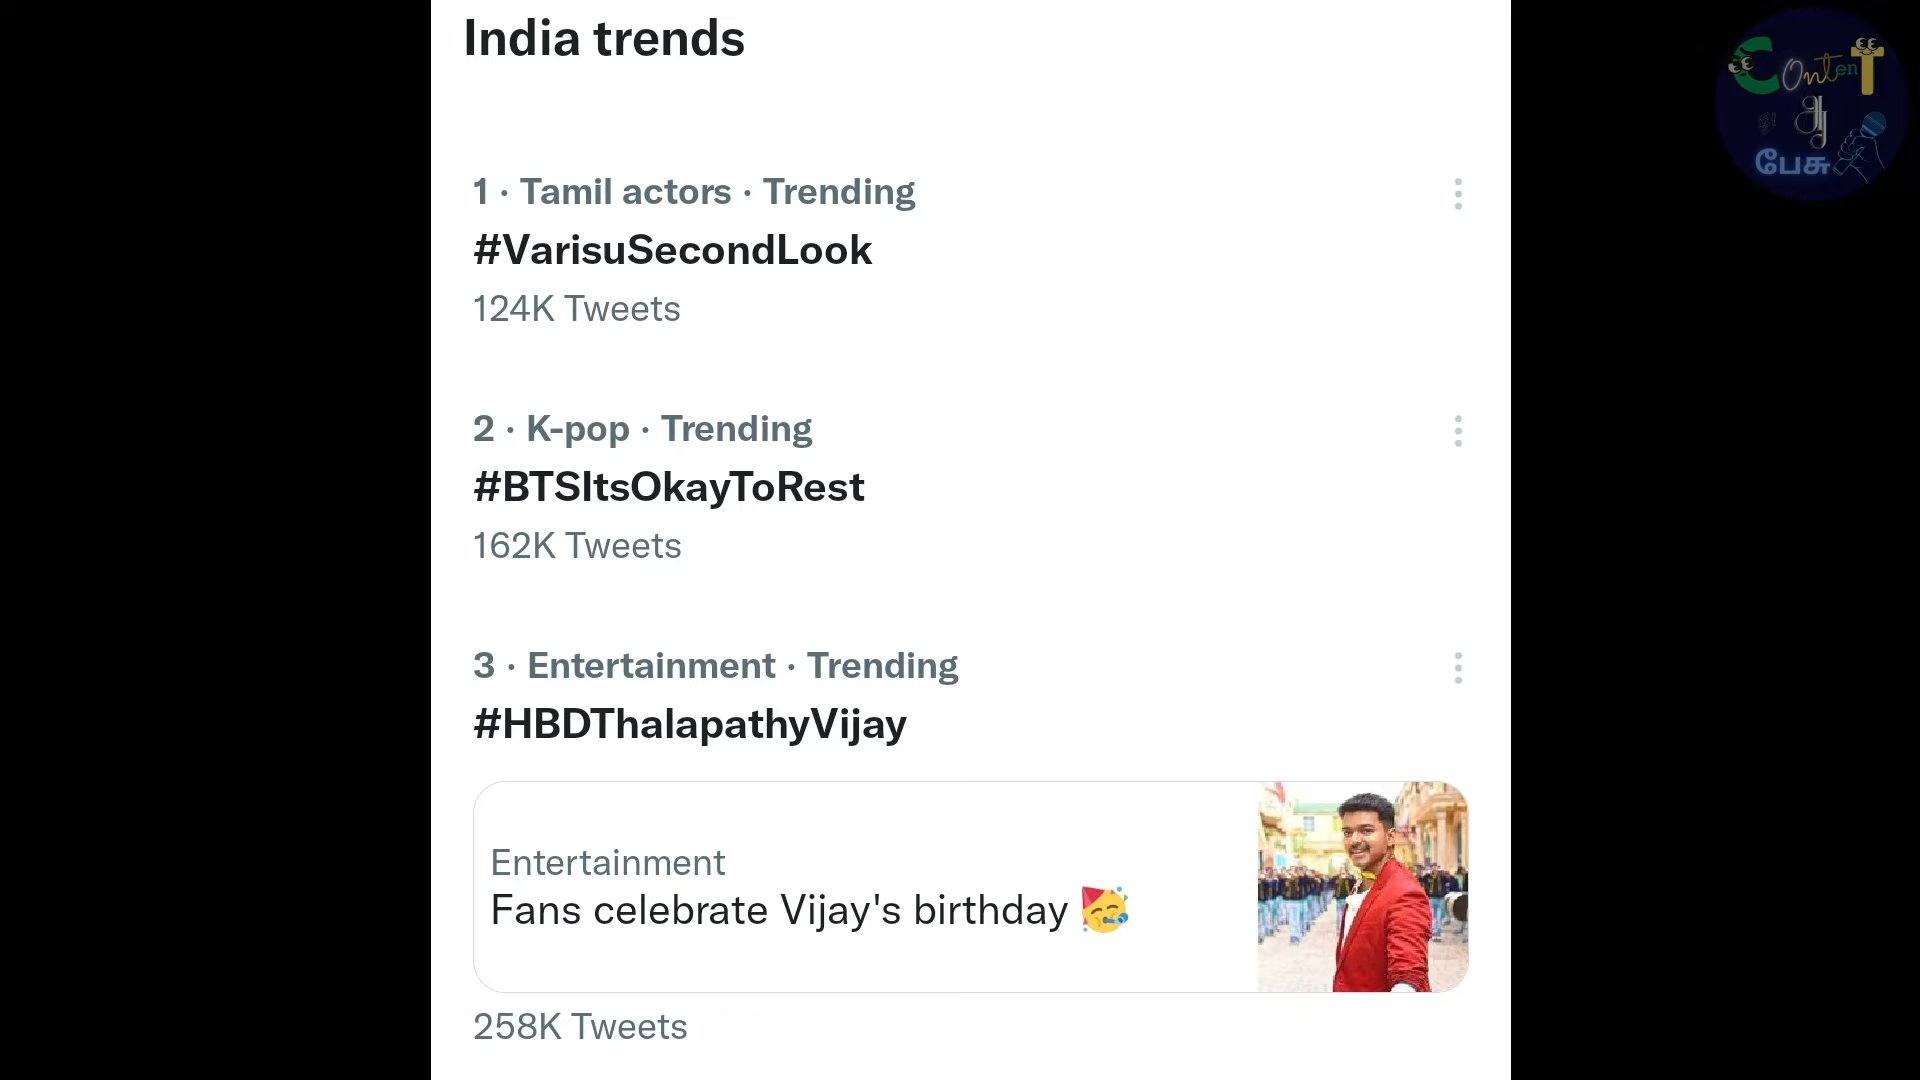 India trends
1 · Tamil actors · Trending
#VarisuSecondLook
124K Tweets
2 · K-pop · Trending
#BTSItsOkayToRest
162K Tweets
3 · Entertainment · Trending
#HBDThalapathyVijay
Entertainment
Fans celebrate Vijay's birthday 🥳
258K Tweets
ContenT
பேசு